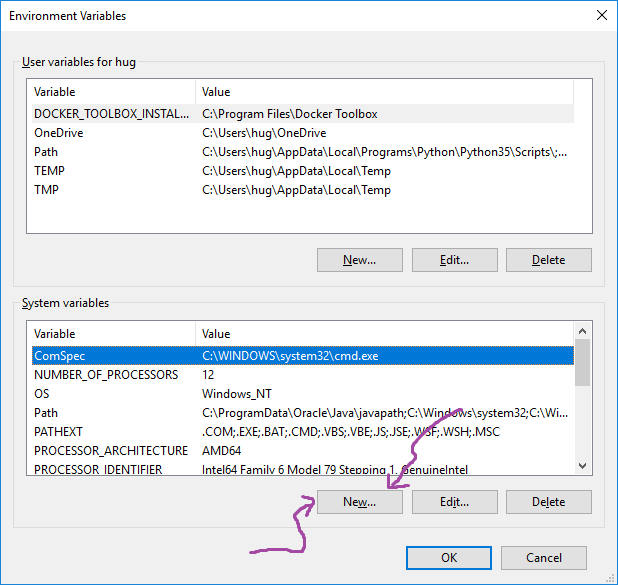 Environment Variables
User variables for hug
Variable Value
DOCKER_TOOLBOX_INSTAL... C:\Program Files\Docker Toolbox
OneDrive C:\Users\hug\OneDrive
Path C:\Users\hug\AppData\Local\Programs\Python\Python35\Scripts\;...
TEMP C:\Users\hug\AppData\Local\Temp
TMP C:\Users\hug\AppData\Local\Temp
New... Edit... Delete
System variables
Variable Value
ComSpec C:\WINDOWS\system32\cmd.exe
NUMBER_OF_PROCESSORS 12
OS Windows_NT
Path C:\ProgramData\Oracle\Java\javapath;C:\Windows\system32;C:\Wi...
PATHEXT .COM;.EXE;.BAT;.CMD;.VBS;.VBE;.JS;.JSE;.WSF;.WSH;.MSC
PROCESSOR_ARCHITECTURE AMD64
PROCESSOR_IDENTIFIER Intel64 Family 6 Model 79 Stepping 1, GenuineIntel
New... Edit... Delete
OK Cancel